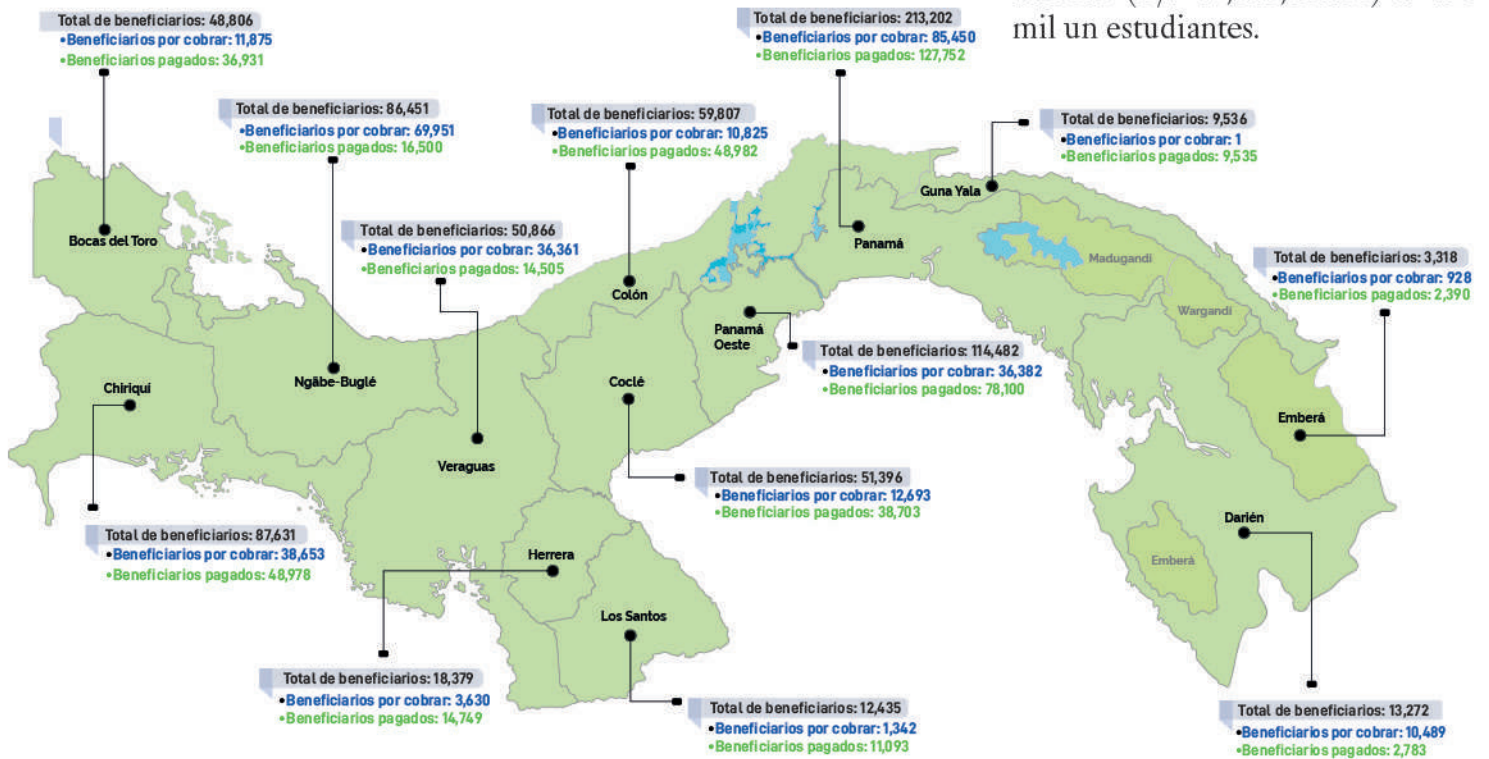 mil un estudiantes.
Total de beneficiarios: 48,806
•Beneficiarios por cobrar: 11,875
•Beneficiarios pagados: 36,931
Total de beneficiarios: 213,202
•Beneficiarios por cobrar: 85,450
•Beneficiarios pagados: 127,752
Total de beneficiarios: 86,451
•Beneficiarios por cobrar: 69,951
•Beneficiarios pagados: 16,500
Total de beneficiarios: 59,807
•Beneficiarios por cobrar: 10,825
•Beneficiarios pagados: 48,982
Total de beneficiarios: 9,536
•Beneficiarios por cobrar: 1
•Beneficiarios pagados: 9,535
Total de beneficiarios: 50,866
•Beneficiarios por cobrar: 36,361
•Beneficiarios pagados: 14,505
Total de beneficiarios: 3,318
•Beneficiarios por cobrar: 928
•Beneficiarios pagados: 2,390
Guna Yala
Bocas del Toro
Panamá
Madugandí
Colón
Wargandí
Panamá
Oeste
Total de beneficiarios: 114,482
•Beneficiarios por cobrar: 36,382
•Beneficiarios pagados: 78,100
Chiriquí
Ngäbe-Buglé
Coclé
Emberá
Veraguas
Total de beneficiarios: 51,396
•Beneficiarios por cobrar: 12,693
•Beneficiarios pagados: 38,703
Darién
Total de beneficiarios: 87,631
•Beneficiarios por cobrar: 38,653
•Beneficiarios pagados: 48,978
Herrera
Emberá
Los Santos
Total de beneficiarios: 18,379
•Beneficiarios por cobrar: 3,630
•Beneficiarios pagados: 14,749
Total de beneficiarios: 12,435
•Beneficiarios por cobrar: 1,342
•Beneficiarios pagados: 11,093
Total de beneficiarios: 13,272
•Beneficiarios por cobrar: 10,489
•Beneficiarios pagados: 2,783